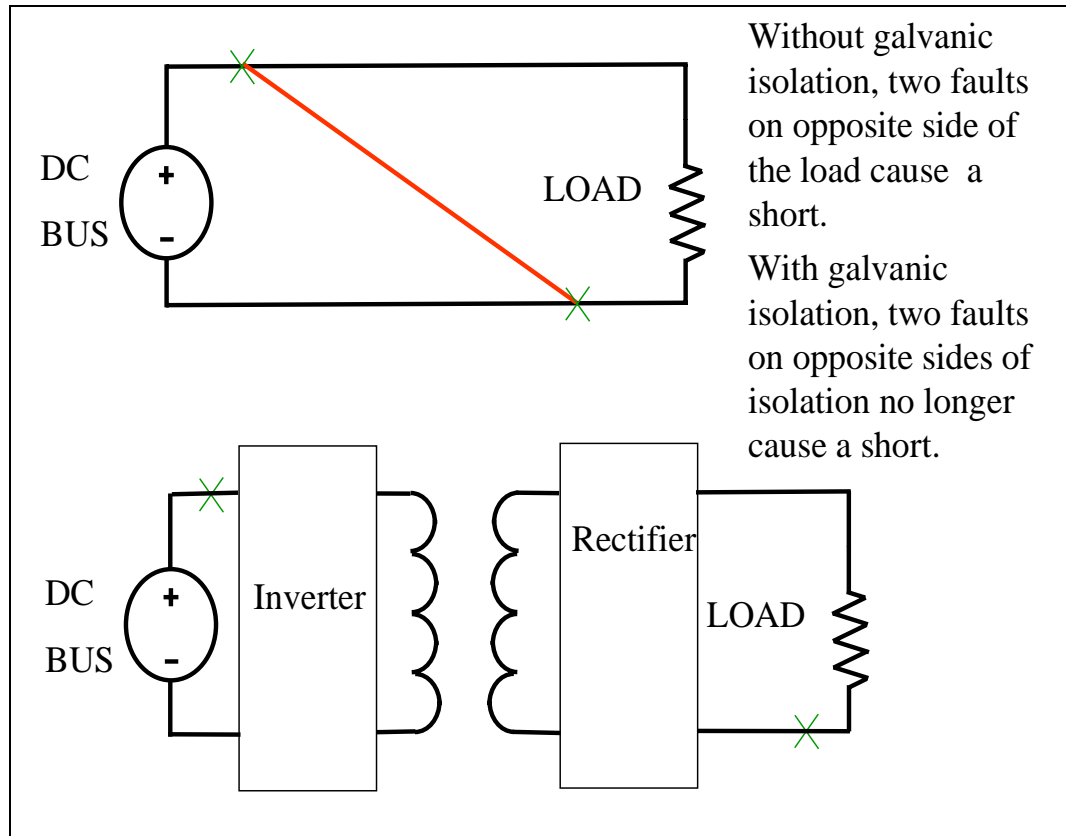 Without galvanic
isolation, two faults
on opposite side of
the load cause a
short.
With galvanic
isolation, two faults
on opposite sides of
isolation no longer
cause a short.
DC
BUS
+
-
LOAD
DC
BUS
+
-
Inverter
Rectifier
LOAD